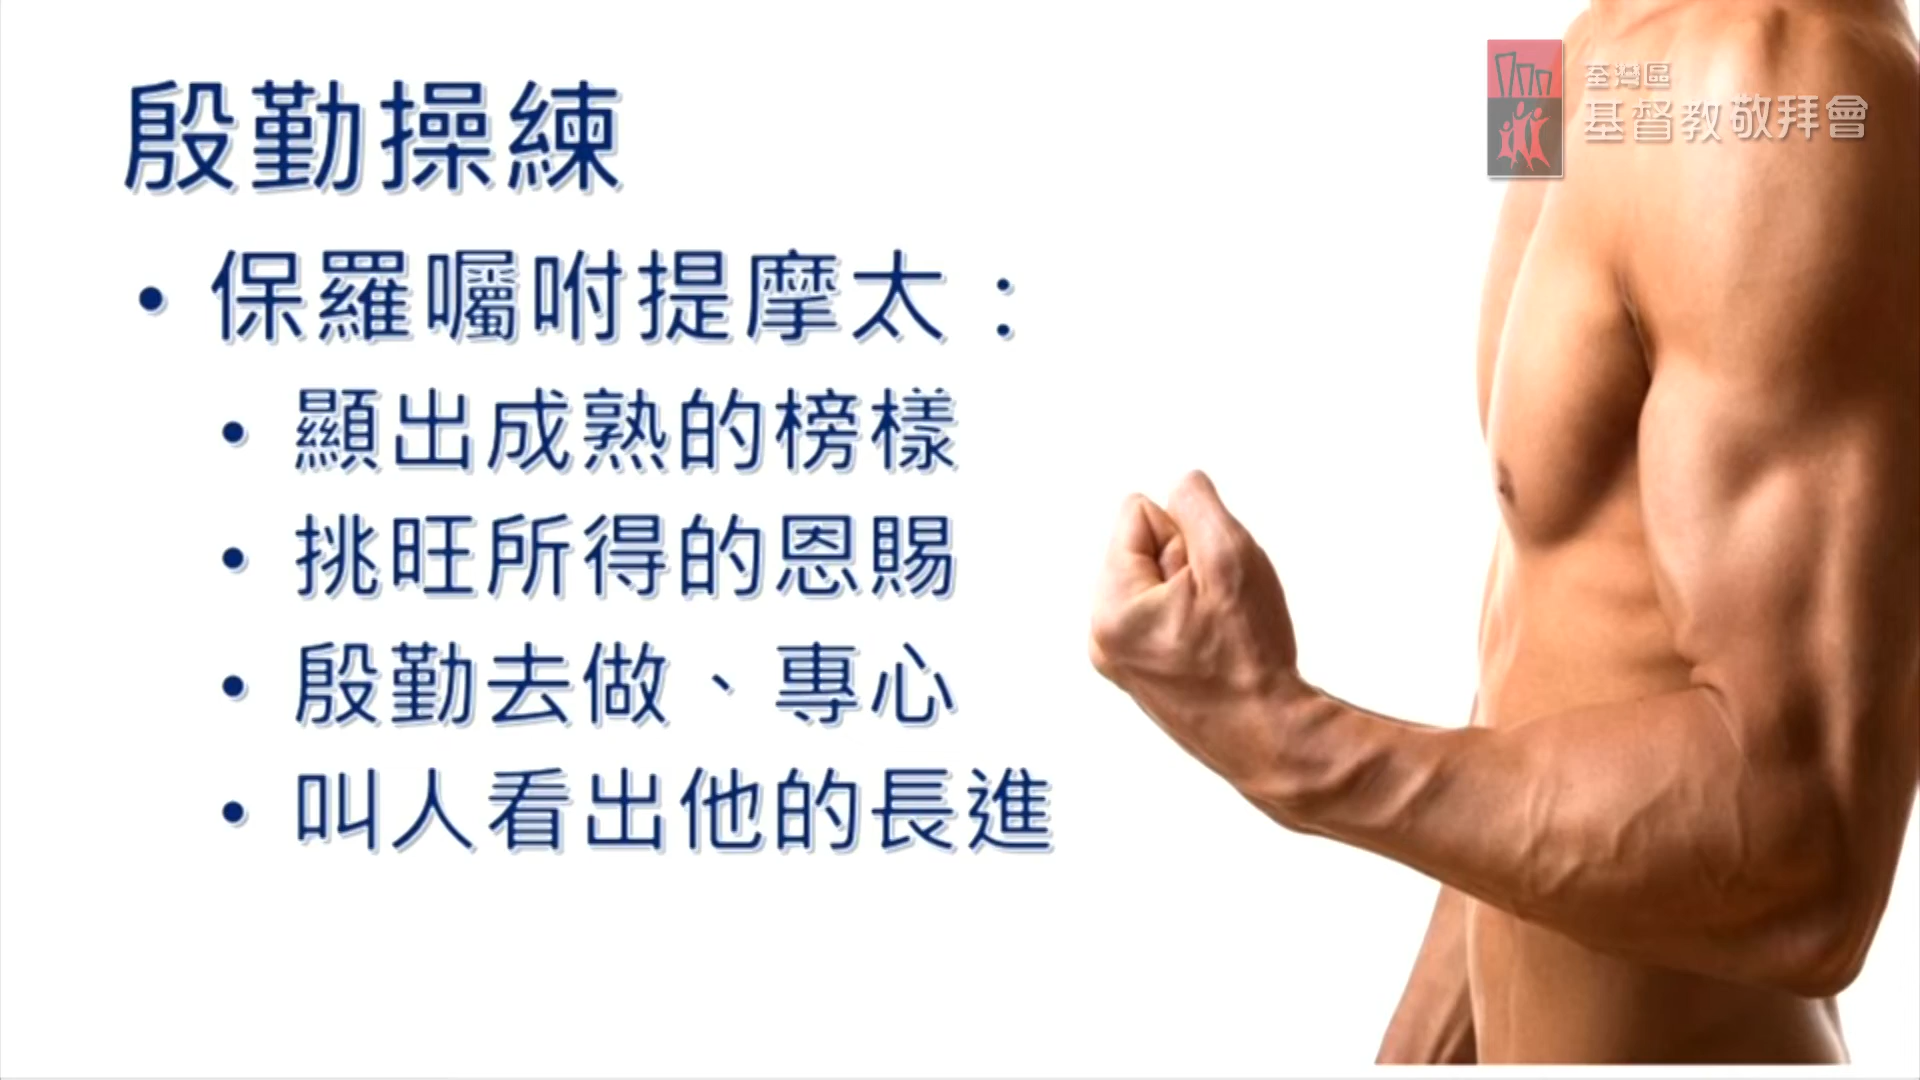 殷勤操練
荃灣區
基督教敬拜會
• 保羅囑咐提摩太：
• 顯出成熟的榜樣
• 挑旺所得的恩賜
• 殷勤去做、專心
• 叫人看出他的長進